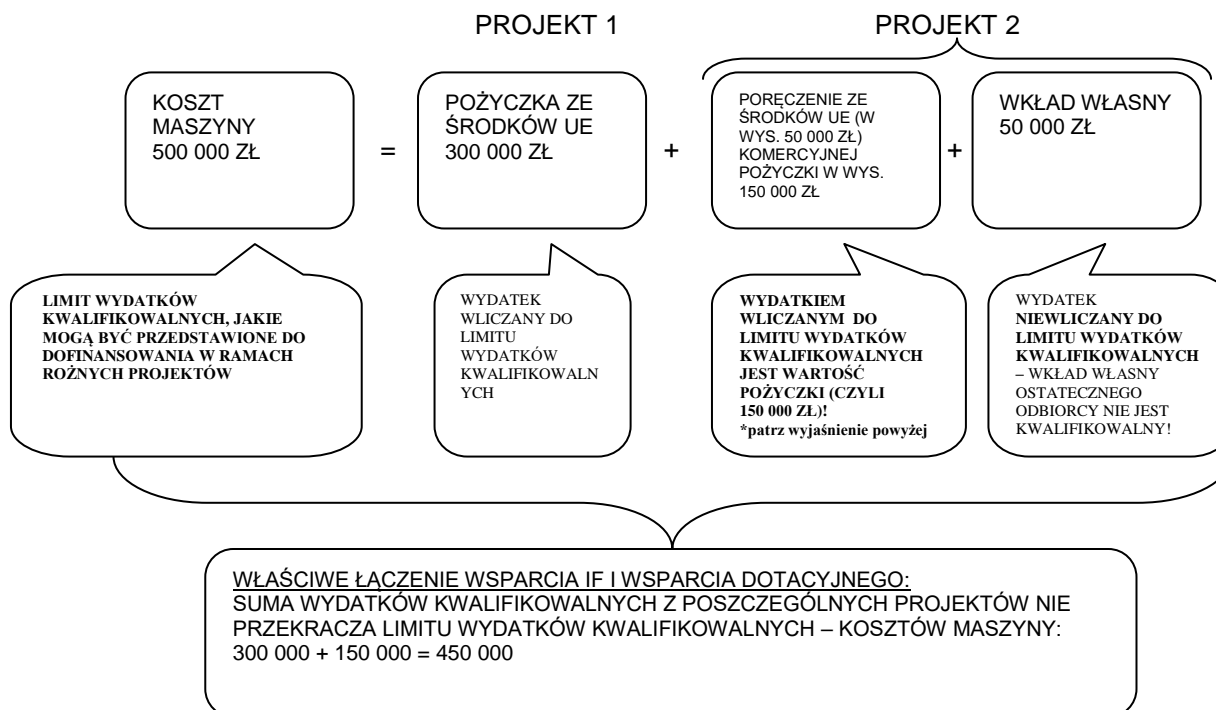 PROJEKT 1
PROJEKT 2
KOSZT
MASZYNY
500 000 ZŁ
=
POŻYCZKA ZE
ŚRODKÓW UE
300 000 ZŁ
+
PORĘCZENIE ZE
ŚRODKÓW UE (W
WYS. 50 000 ZŁ)
KOMERCYJNEJ
POŻYCZKI W WYS.
150 000 ZŁ
+
WKŁAD WŁASNY
50 000 ZŁ
LIMIT WYDATKÓW
KWALIFIKOWALNYCH, JAKIE
MOGĄ BYĆ PRZEDSTAWIONE DO
DOFINANSOWANIA W RAMACH
ROŻNYCH PROJEKTÓW
WYDATEK
WLICZANY DO
LIMITU
WYDATKÓW
KWALIFIKOWALN
YCH
WYDATKIEM
WLICZANYM DO
LIMITU WYDATKÓW
KWALIFIKOWALNYCH
JEST WARTOŚĆ
POŻYCZKI (CZYLI
150 000 ZŁ)!
*patrz wyjaśnienie powyżej
WYDATEK
NIEWLICZANY DO
LIMITU WYDATKÓW
KWALIFIKOWALNYCH
– WKŁAD WŁASNY
OSTATECZNEGO
ODBIORCY NIE JEST
KWALIFIKOWALNY!
WŁAŚCIWE ŁĄCZENIE WSPARCIA IF I WSPARCIA DOTACYJNEGO:
SUMA WYDATKÓW KWALIFIKOWALNYCH Z POSZCZEGÓLNYCH PROJEKTÓW NIE
PRZEKRACZA LIMITU WYDATKÓW KWALIFIKOWALNYCH – KOSZTÓW MASZYNY:
300 000 + 150 000 = 450 000